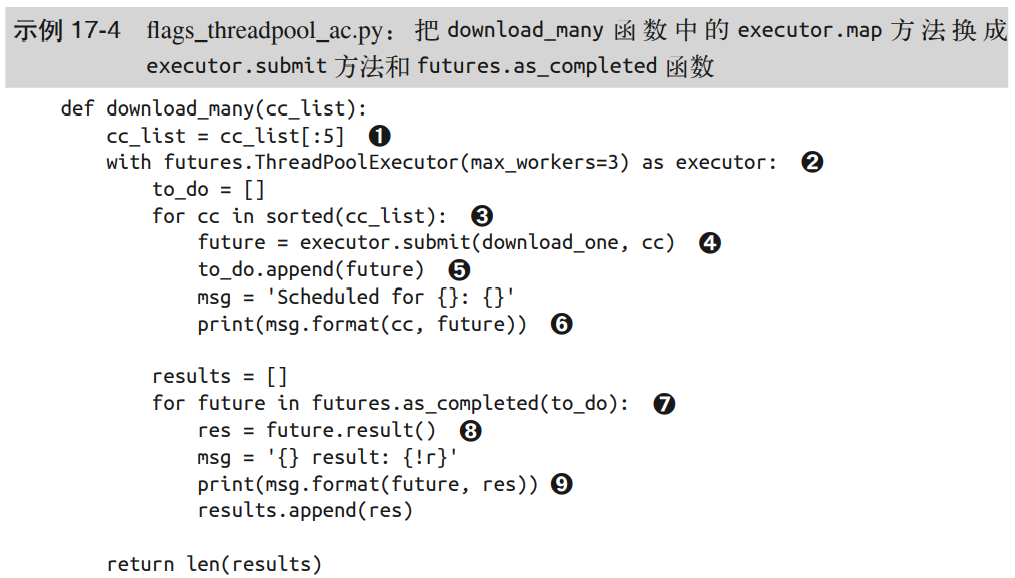 示例 17-4 flags_threadpool_ac.py：把 download_many 函数中的 executor.map 方法换成
executor.submit 方法和 futures.as_completed 函数
def download_many(cc_list):
    cc_list = cc_list[:5] ❶
    with futures.ThreadPoolExecutor(max_workers=3) as executor: ❷
        to_do = []
        for cc in sorted(cc_list): ❸
            future = executor.submit(download_one, cc) ❹
            to_do.append(future) ❺
            msg = 'Scheduled for {}: {}'
            print(msg.format(cc, future)) ❻
        results = []
        for future in futures.as_completed(to_do): ❼
            res = future.result() ❽
            msg = '{} result: {!r}'
            print(msg.format(future, res)) ❾
            results.append(res)
    return len(results)